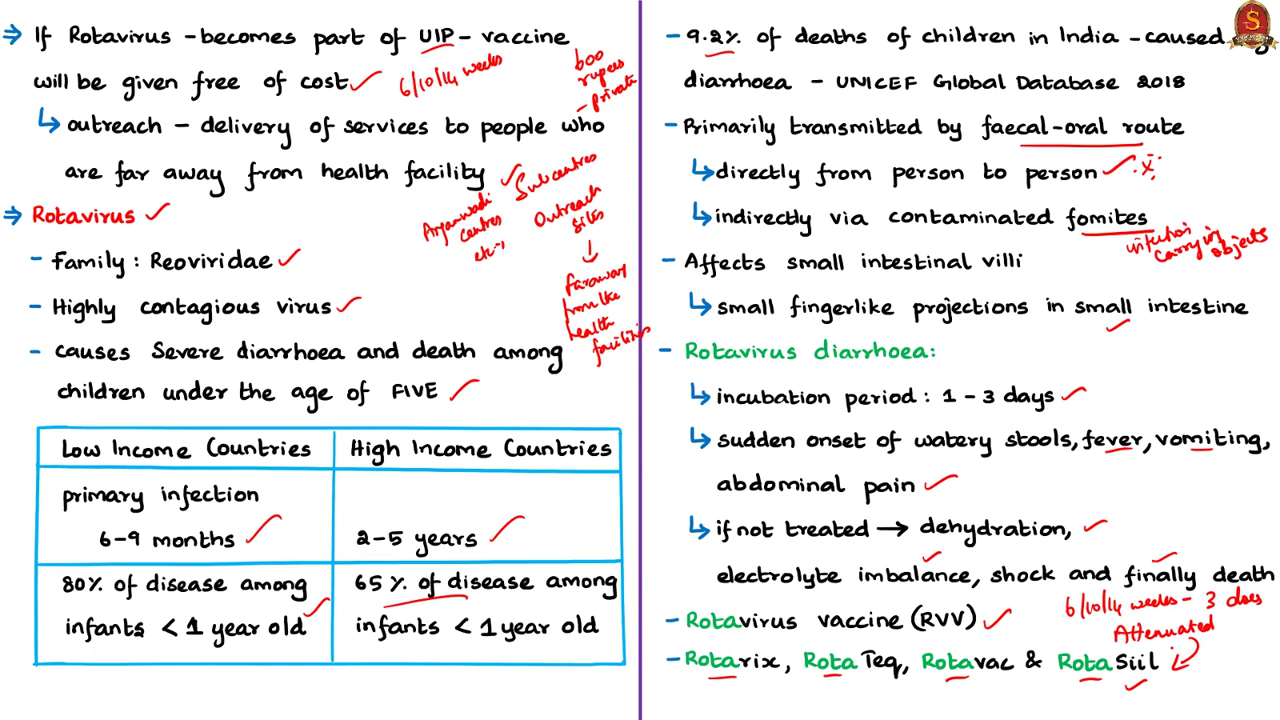 ⇒ If Rotavirus - becomes part of UIP - vaccine
will be given free of cost ✓ 6/10/14 weeks
600
rupees
- private
↳ outreach - delivery of services to people who
are far away from health facility ✓
Subcentres
Anganwadi
centres
etc.,
Outreach
sites
↓
faraway
from the
health
facilities
⇒ Rotavirus ✓
- Family: Reoviridae ✓
- Highly contagious virus ✓
- causes Severe diarrhoea and death among
children under the age of FIVE ✓
Low Income Countries
High Income Countries
primary infection
6-9 months ✓
2-5 years ✓
80% of disease among
infants < 1 year old ✓
65% of disease among
infants < 1 year old
- 9.2% of deaths of children in India - caused
diarrhoea - UNICEF Global Database 2018
- Primarily transmitted by faecal-oral route
↳ directly from person to person ✓
↳ indirectly via contaminated fomites
infection
carrying
objects
- Affects small intestinal villi
↳ small fingerlike projections in small intestine
- Rotavirus diarrhoea:
↳ incubation period: 1 - 3 days ✓
↳ sudden onset of watery stools, fever, vomiting,
abdominal pain ✓
↳ if not treated → dehydration, ✓
electrolyte imbalance, shock and finally death
6/10/14 weeks - 3 doses
- Rotavirus vaccine (RVV) ✓
Attenuated
- Rotarix, RotaTeq, Rotavac & RotaSiil
S